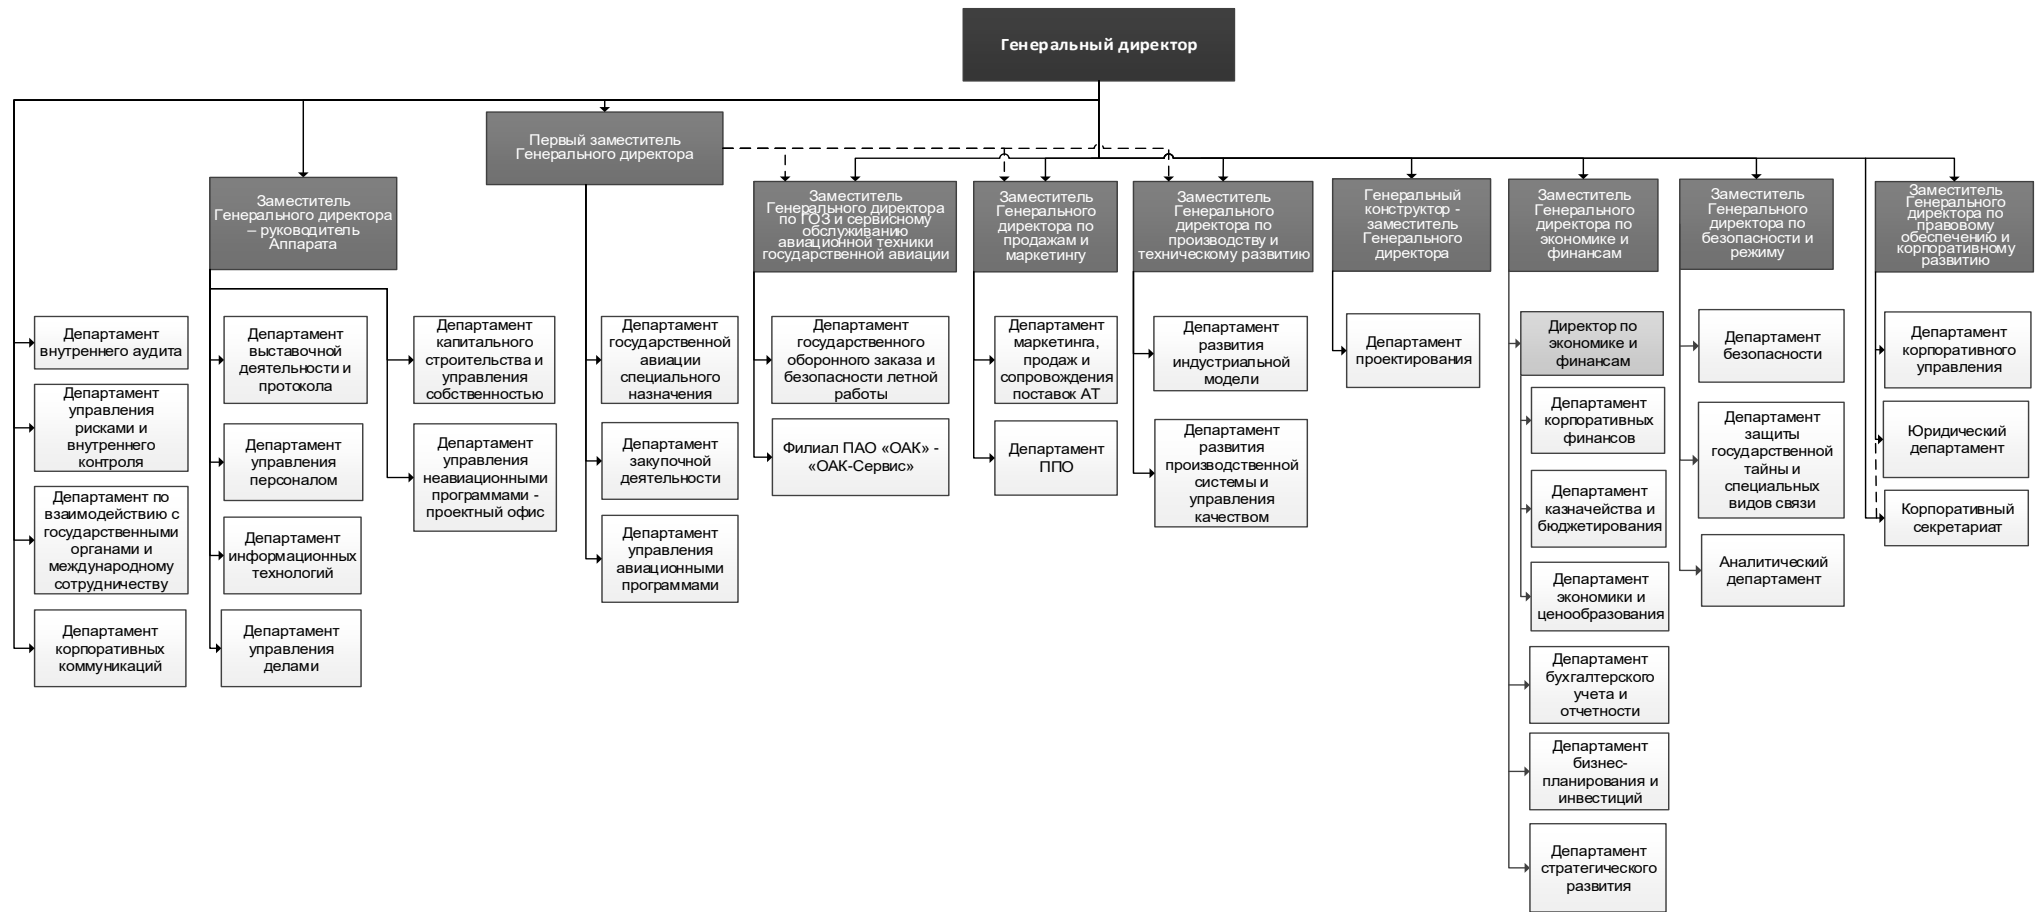 Генеральный директор
Первый заместитель
Генерального директора
Заместитель
Генерального директора
– руководитель
Аппарата
Заместитель
Генерального директора
по ГОЗ и сервисному
обслуживанию
авиационной техники
государственной авиации
Заместитель
Генерального
директора по
продажам и
маркетингу
Заместитель
Генерального
директора по
производству и
техническому развитию
Генеральный
конструктор -
заместитель
Генерального
директора
Заместитель
Генерального
директора по
экономике и
финансам
Заместитель
Генерального
директора по
безопасности и
режиму
Заместитель
Генерального
директора по
правовому
обеспечению и
корпоративному
развитию
Департамент
внутреннего аудита
Департамент
управления
рисками и
внутреннего
контроля
Департамент по
взаимодействию с
государственными
органами и
международному
сотрудничеству
Департамент
корпоративных
коммуникаций
Департамент
выставочной
деятельности и
протокола
Департамент
управления
персоналом
Департамент
информационных
технологий
Департамент
управления
делами
Департамент
капитального
строительства и
управления
собственностью
Департамент
управления
неавиационными
программами -
проектный офис
Департамент
государственной
авиации
специального
назначения
Департамент
закупочной
деятельности
Департамент
управления
авиационными
программами
Департамент
государственного
оборонного заказа и
безопасности летной
работы
Филиал ПАО «ОАК» -
«ОАК-Сервис»
Департамент
маркетинга,
продаж и
сопровождения
поставок АТ
Департамент
ППО
Департамент
развития
индустриальной
модели
Департамент
развития
производственной
системы и
управления
качеством
Департамент
проектирования
Директор по
экономике и
финансам
Департамент
корпоративных
финансов
Департамент
казначейства и
бюджетирования
Департамент
экономики и
ценообразования
Департамент
бухгалтерского
учета и
отчетности
Департамент
бизнес-
планирования и
инвестиций
Департамент
стратегического
развития
Департамент
безопасности
Департамент
защиты
государственной
тайны и
специальных
видов связи
Аналитический
департамент
Департамент
корпоративного
управления
Юридический
департамент
Корпоративный
секретариат